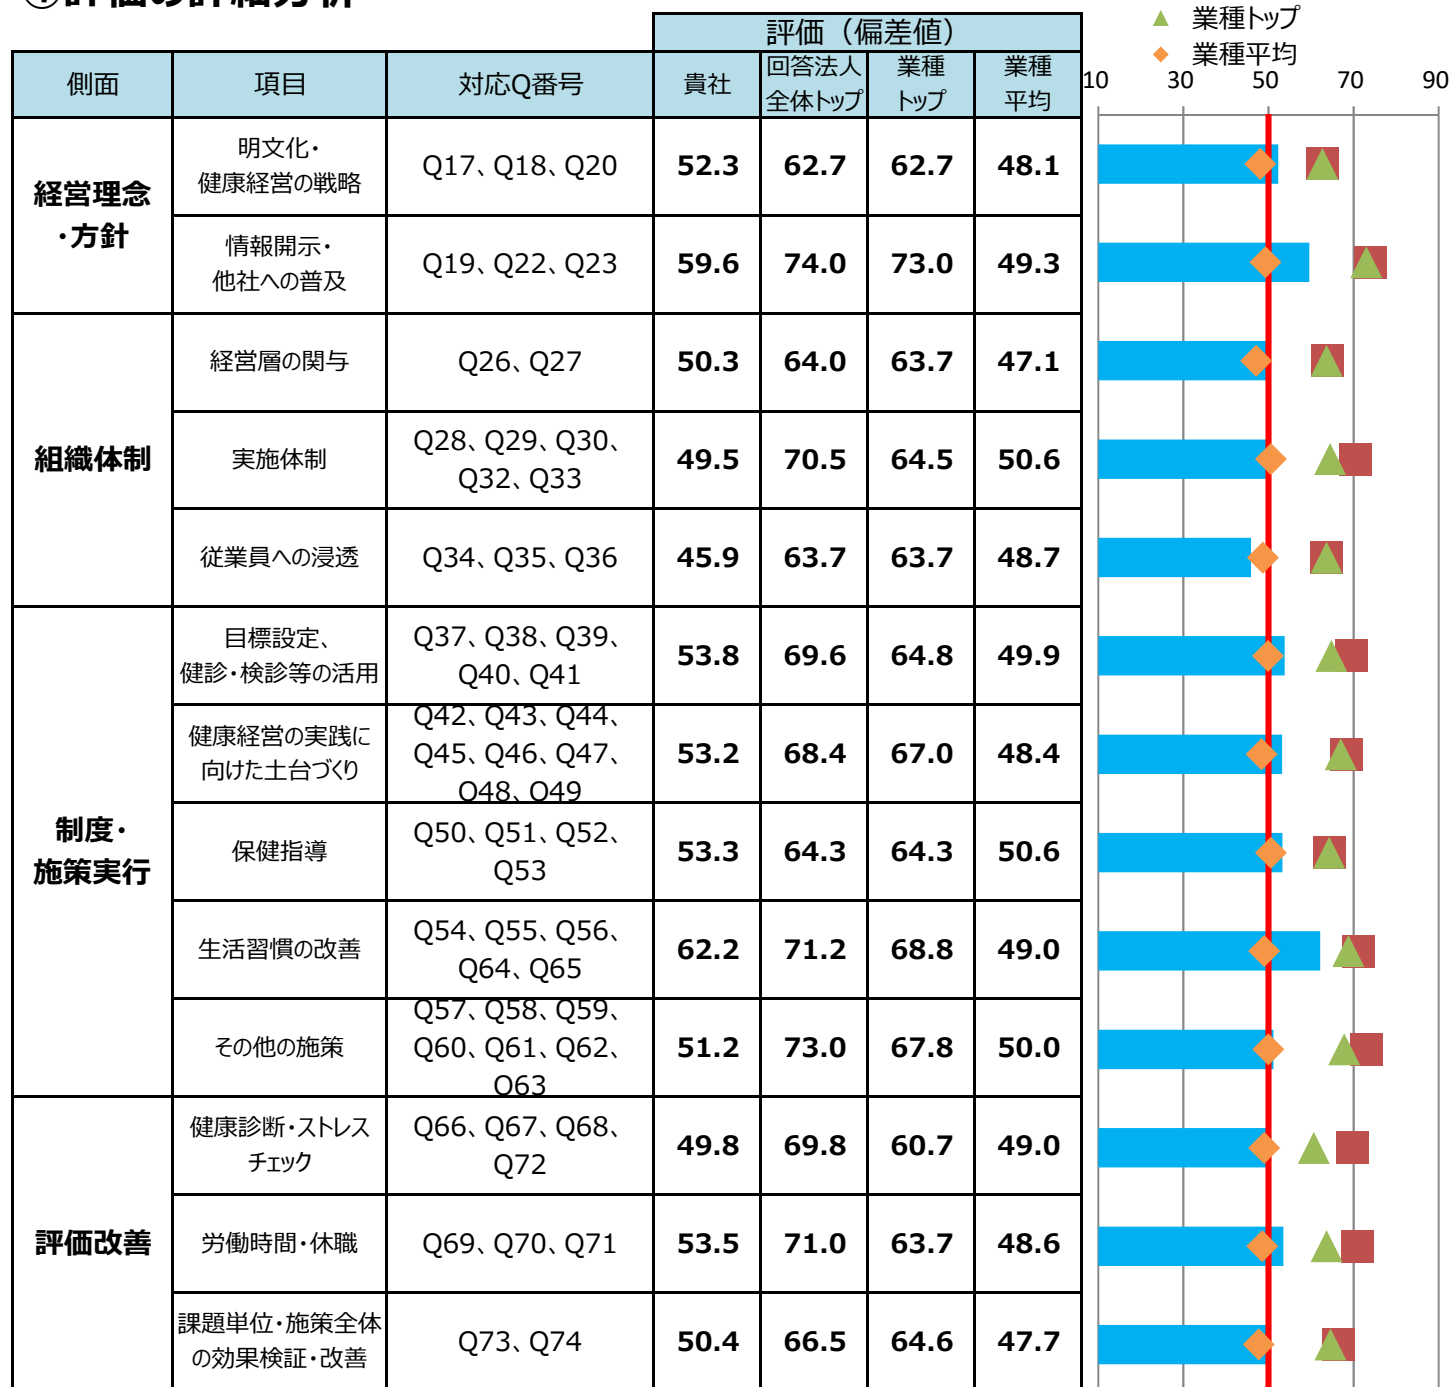 ①評価の詳細分析
業種トップ
業種平均
評価（偏差値）
側面 項目 対応Q番号 貴社 回答法人 業種 業種
全体トップ トップ 平均
10 30 50 70 90
経営理念
・方針
明文化・
健康経営の戦略
Q17、Q18、Q20
52.3 62.7 62.7 48.1
情報開示・
他社への普及
Q19、Q22、Q23
59.6 74.0 73.0 49.3
組織体制
経営層の関与
Q26、Q27
50.3 64.0 63.7 47.1
実施体制
Q28、Q29、Q30、
Q32、Q33
49.5 70.5 64.5 50.6
従業員への浸透
Q34、Q35、Q36
45.9 63.7 63.7 48.7
制度・
施策実行
目標設定、
健診・検診等の活用
Q37、Q38、Q39、
Q40、Q41
53.8 69.6 64.8 49.9
健康経営の実践に
向けた土台づくり
Q42、Q43、Q44、
Q45、Q46、Q47、
Q48、Q49
53.2 68.4 67.0 48.4
保健指導
Q50、Q51、Q52、
Q53
53.3 64.3 64.3 50.6
生活習慣の改善
Q54、Q55、Q56、
Q64、Q65
62.2 71.2 68.8 49.0
その他の施策
Q57、Q58、Q59、
Q60、Q61、Q62、
Q63
51.2 73.0 67.8 50.0
評価改善
健康診断・ストレス
チェック
Q66、Q67、Q68、
Q72
49.8 69.8 60.7 49.0
労働時間・休職
Q69、Q70、Q71
53.5 71.0 63.7 48.6
課題単位・施策全体
の効果検証・改善
Q73、Q74
50.4 66.5 64.6 47.7